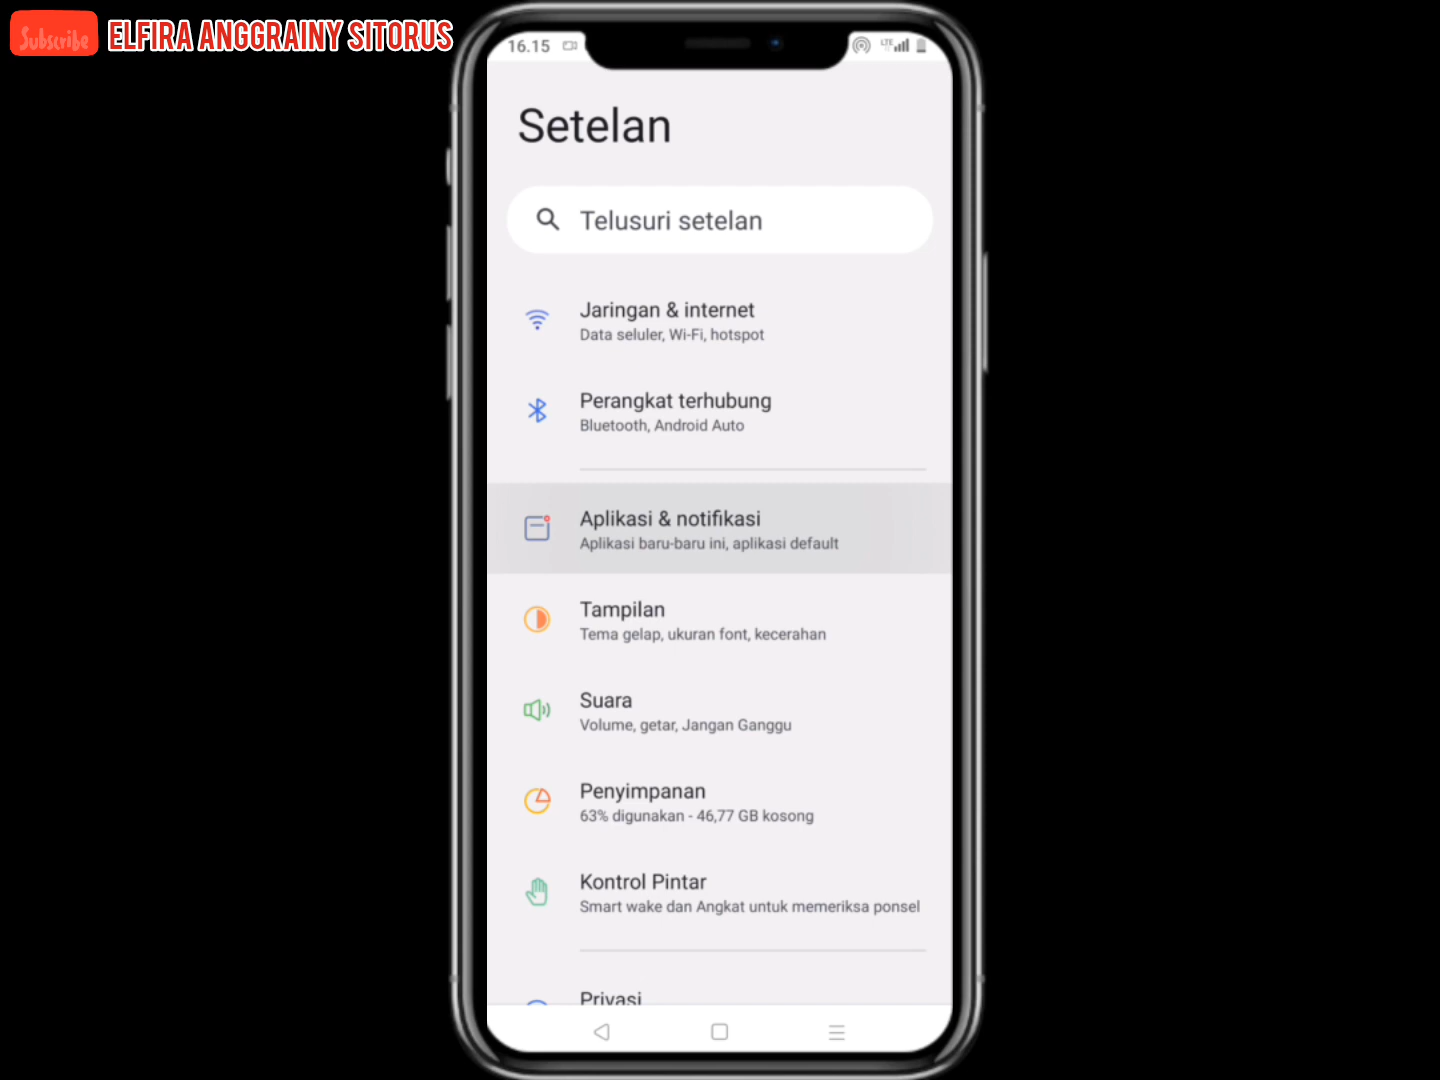 Subscribe ELFIRA ANGGRAINY SITORUS
16.15 LTE
Setelan
Telusuri setelan
Jaringan & internet
Data seluler, Wi-Fi, hotspot
Perangkat terhubung
Bluetooth, Android Auto
Aplikasi & notifikasi
Aplikasi baru-baru ini, aplikasi default
Tampilan
Tema gelap, ukuran font, kecerahan
Suara
Volume, getar, Jangan Ganggu
Penyimpanan
63% digunakan - 46,77 GB kosong
Kontrol Pintar
Smart wake dan Angkat untuk memeriksa ponsel
Privasi